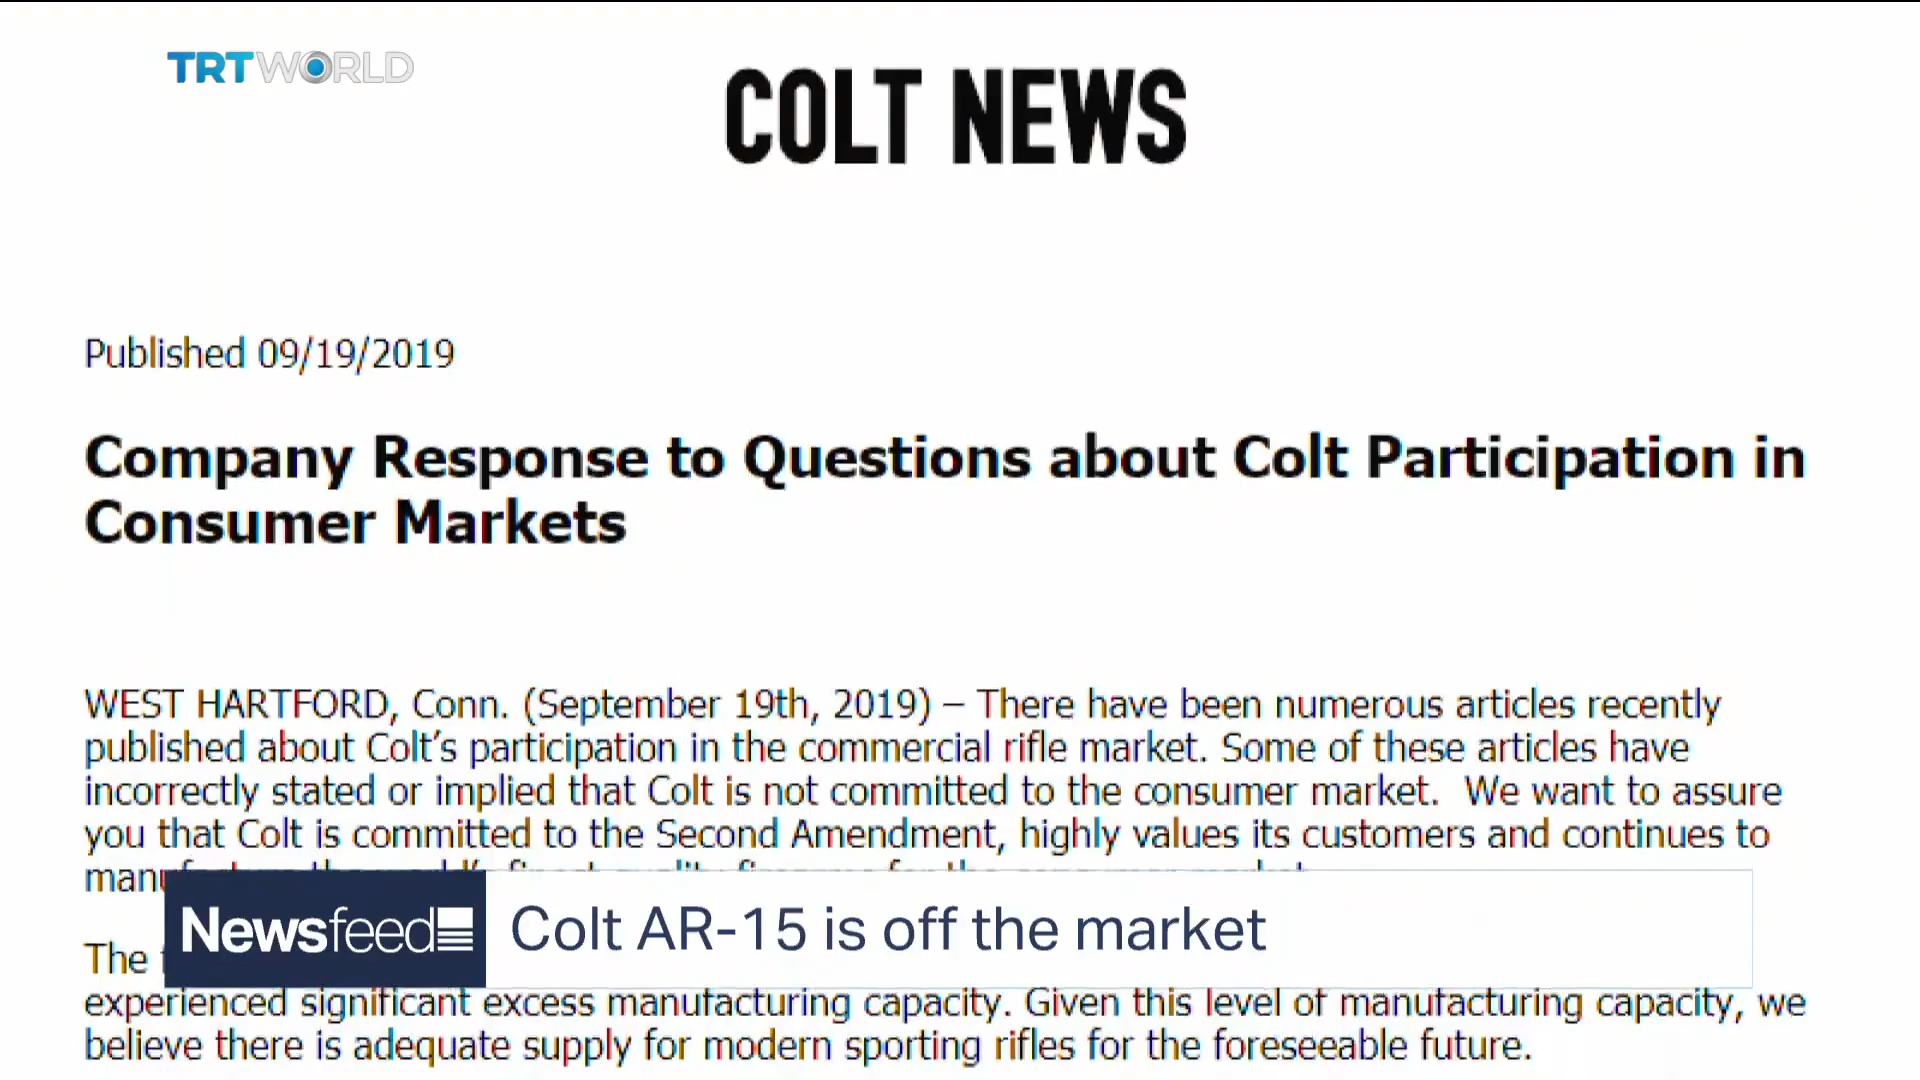 TRT WORLD
COLT NEWS
Published 09/19/2019
Company Response to Questions about Colt Participation in
Consumer Markets
WEST HARTFORD, Conn. (September 19th, 2019) – There have been numerous articles recently
published about Colt’s participation in the commercial rifle market. Some of these articles have
incorrectly stated or implied that Colt is not committed to the consumer market.  We want to assure
you that Colt is committed to the Second Amendment, highly values its customers and continues to
Newsfeed Colt AR-15 is off the market
The
experienced significant excess manufacturing capacity. Given this level of manufacturing capacity, we
believe there is adequate supply for modern sporting rifles for the foreseeable future.